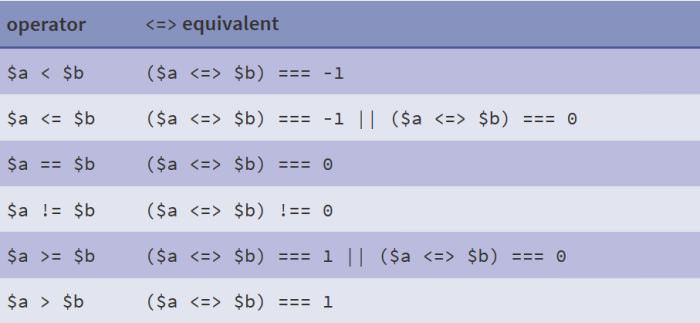 operator <=> equivalent
$a < $b ($a <=> $b) === -1
$a <= $b ($a <=> $b) === -1 || ($a <=> $b) === 0
$a == $b ($a <=> $b) === 0
$a != $b ($a <=> $b) !== 0
$a >= $b ($a <=> $b) === 1 || ($a <=> $b) === 0
$a > $b ($a <=> $b) === 1